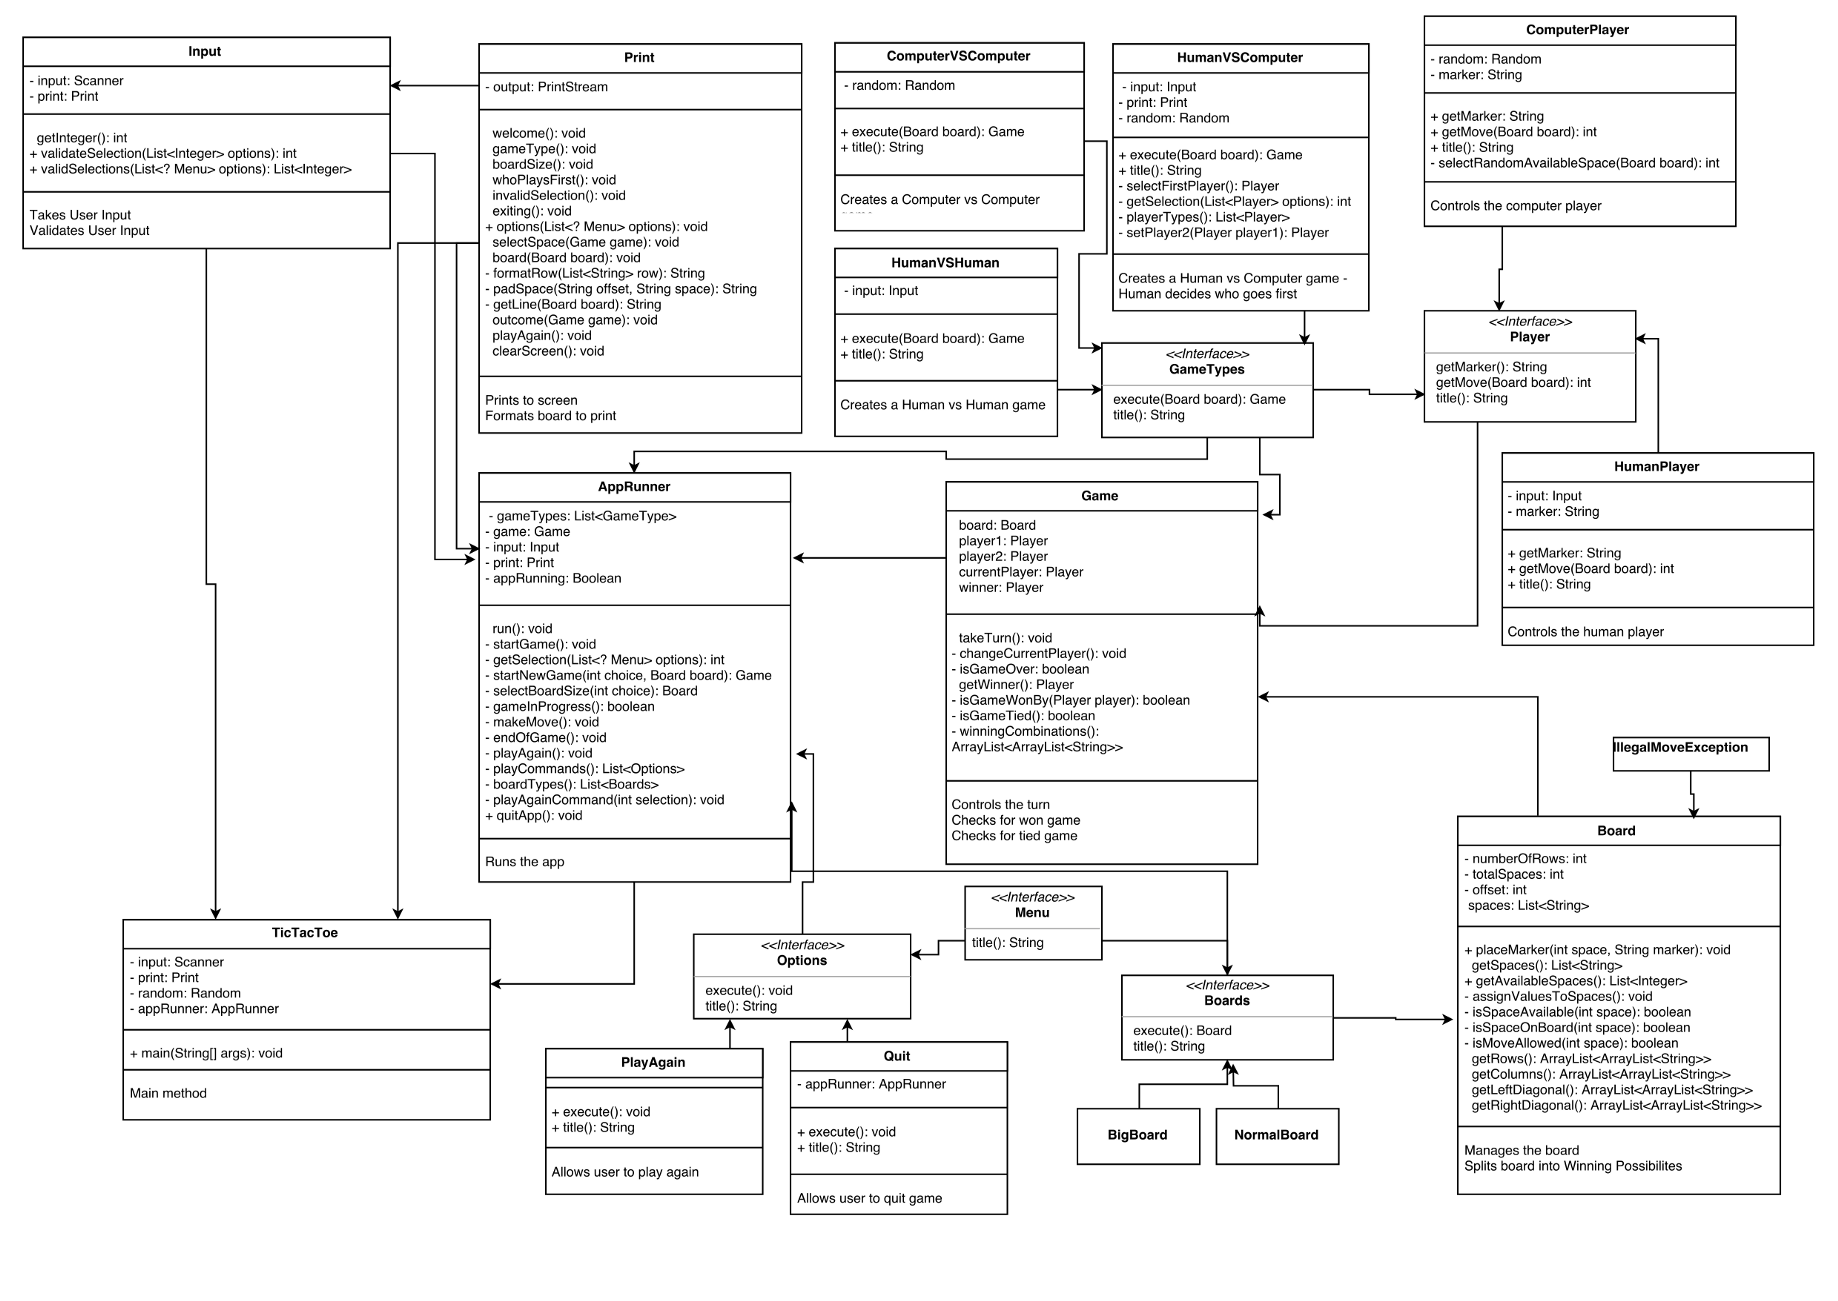 Input
- input: Scanner
- print: Print
getInteger(): int
+ validateSelection(List<Integer> options): int
+ validSelections(List<? Menu> options): List<Integer>
Takes User Input
Validates User Input
Print
- output: PrintStream
welcome(): void
gameType(): void
boardSize(): void
whoPlaysFirst(): void
invalidSelection(): void
exiting(): void
+ options(List<? Menu> options): void
selectSpace(Game game): void
board(Board board): void
- formatRow(List<String> row): String
- padSpace(String offset, String space): String
- getLine(Board board): String
outcome(Game game): void
playAgain(): void
clearScreen(): void
Prints to screen
Formats board to print
ComputerVSComputer
- random: Random
+ execute(Board board): Game
+ title(): String
Creates a Computer vs Computer
HumanVSComputer
- input: Input
- print: Print
- random: Random
+ execute(Board board): Game
+ title(): String
- selectFirstPlayer(): Player
- getSelection(List<Player> options): int
- playerTypes(): List<Player>
- setPlayer2(Player player1): Player
Creates a Human vs Computer game -
Human decides who goes first
ComputerPlayer
- random: Random
- marker: String
+ getMarker: String
+ getMove(Board board): int
+ title(): String
- selectRandomAvailableSpace(Board board): int
Controls the computer player
HumanVSHuman
- input: Input
+ execute(Board board): Game
+ title(): String
Creates a Human vs Human game
<<Interface>>
GameTypes
execute(Board board): Game
title(): String
<<Interface>>
Player
getMarker(): String
getMove(Board board): int
title(): String
HumanPlayer
- input: Input
- marker: String
+ getMarker: String
+ getMove(Board board): int
+ title(): String
Controls the human player
AppRunner
- gameTypes: List<GameType>
- game: Game
- input: Input
- print: Print
- appRunning: Boolean
run(): void
- startGame(): void
- getSelection(List<? Menu> options): int
- startNewGame(int choice, Board board): Game
- selectBoardSize(int choice): Board
- gameInProgress(): boolean
- makeMove(): void
- endOfGame(): void
- playAgain(): void
- playCommands(): List<Options>
- boardTypes(): List<Boards>
- playAgainCommand(int selection): void
+ quitApp(): void
Runs the app
Game
board: Board
player1: Player
player2: Player
currentPlayer: Player
winner: Player
takeTurn(): void
- changeCurrentPlayer(): void
- isGameOver: boolean
getWinner(): Player
- isGameWonBy(Player player): boolean
- isGameTied(): boolean
- winningCombinations():
ArrayList<ArrayList<String>>
Controls the turn
Checks for won game
Checks for tied game
IllegalMoveException
Board
- numberOfRows: int
- totalSpaces: int
- offset: int
spaces: List<String>
+ placeMarker(int space, String marker): void
getSpaces(): List<String>
+ getAvailableSpaces(): List<Integer>
- assignValuesToSpaces(): void
- isSpaceAvailable(int space): boolean
- isSpaceOnBoard(int space): boolean
- isMoveAllowed(int space): boolean
getRows(): ArrayList<ArrayList<String>>
getColumns(): ArrayList<ArrayList<String>>
getLeftDiagonal(): ArrayList<ArrayList<String>>
getRightDiagonal(): ArrayList<ArrayList<String>>
Manages the board
Splits board into Winning Possibilites
TicTacToe
- input: Scanner
- print: Print
- random: Random
- appRunner: AppRunner
+ main(String[] args): void
Main method
<<Interface>>
Options
execute(): void
title(): String
<<Interface>>
Menu
title(): String
<<Interface>>
Boards
execute(): Board
title(): String
PlayAgain
+ execute(): void
+ title(): String
Allows user to play again
Quit
- appRunner: AppRunner
+ execute(): void
+ title(): String
Allows user to quit game
BigBoard
NormalBoard